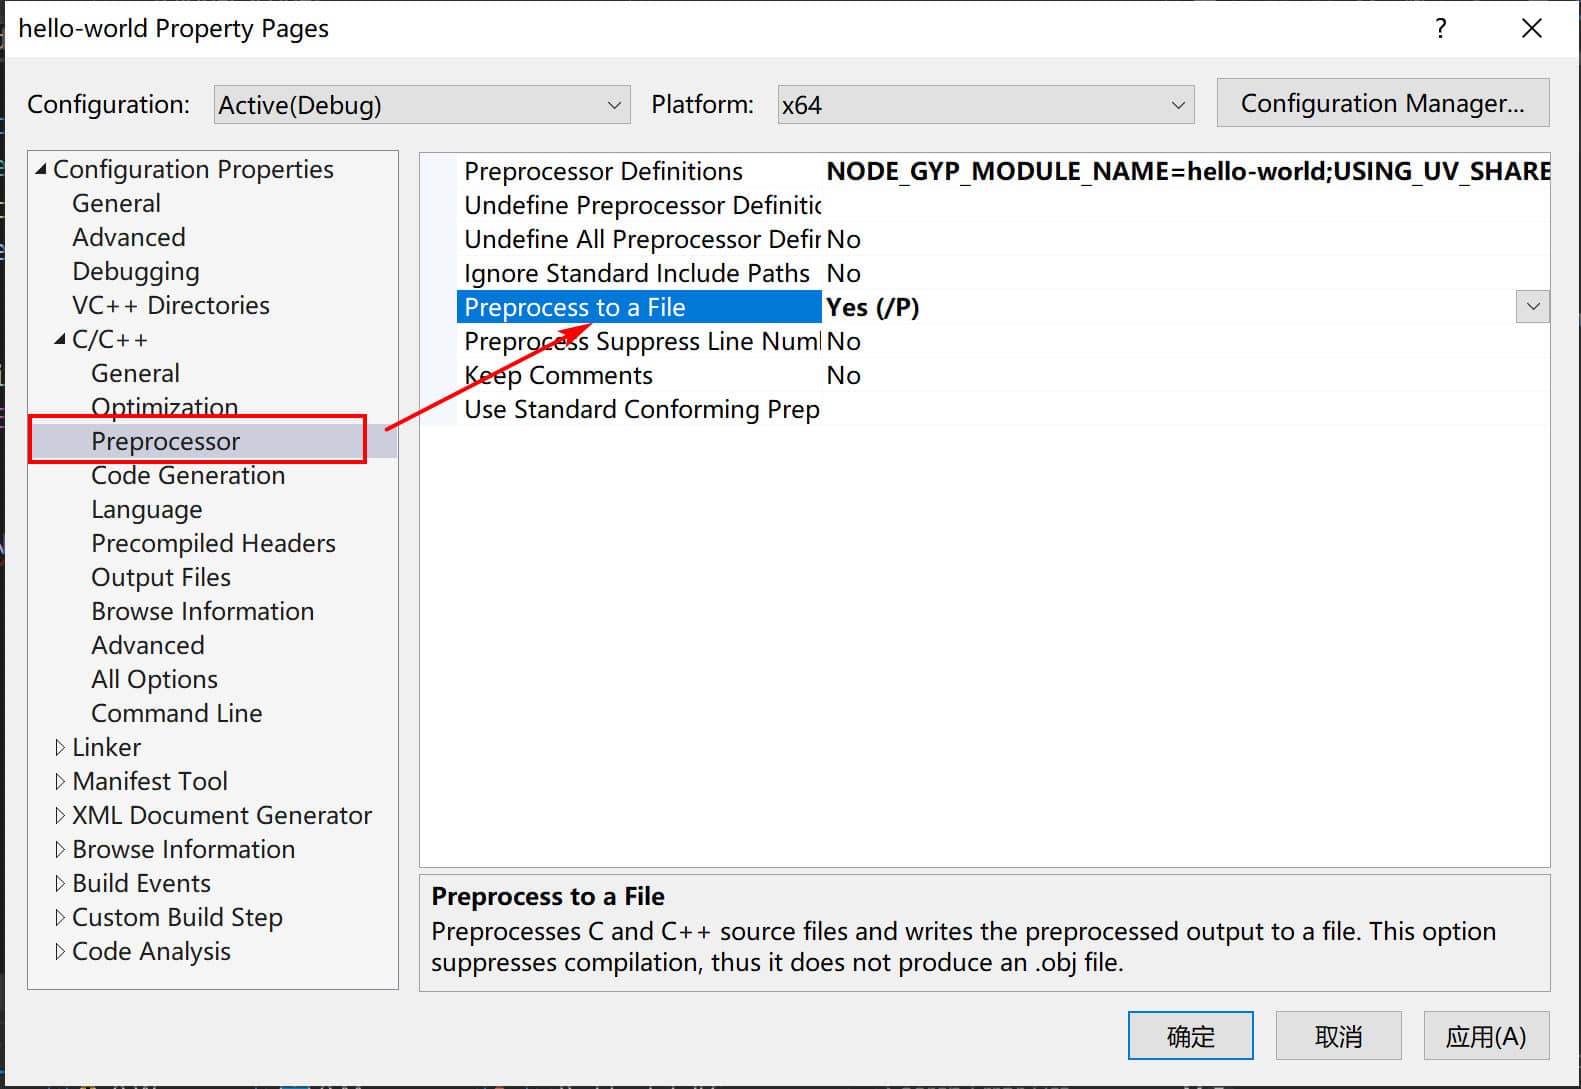 hello-world Property Pages
?
Configuration: Active(Debug) Platform: x64 Configuration Manager...
Configuration Properties
General
Advanced
Debugging
VC++ Directories
C/C++
General
Optimization
Preprocessor
Code Generation
Language
Precompiled Headers
Output Files
Browse Information
Advanced
All Options
Command Line
Linker
Manifest Tool
XML Document Generator
Browse Information
Build Events
Custom Build Step
Code Analysis
Preprocessor Definitions NODE_GYP_MODULE_NAME=hello-world;USING_UV_SHARE
Undefine Preprocessor Definitic
Undefine All Preprocessor Defin No
Ignore Standard Include Paths No
Preprocess to a File Yes (/P)
Preprocess Suppress Line Numl No
Keep Comments No
Use Standard Conforming Prep
Preprocess to a File
Preprocesses C and C++ source files and writes the preprocessed output to a file. This option
suppresses compilation, thus it does not produce an .obj file.
确定 取消 应用(A)